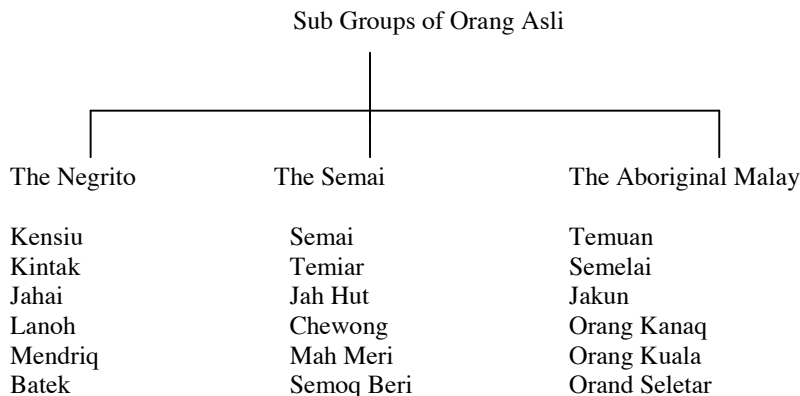 Sub Groups of Orang Asli
The Negrito The Semai The Aboriginal Malay
Kensiu Semai Temuan
Kintak Temiar Semelai
Jahai Jah Hut Jakun
Lanoh Chewong Orang Kanaq
Mendriq Mah Meri Orang Kuala
Batek Semoq Beri Orand Seletar